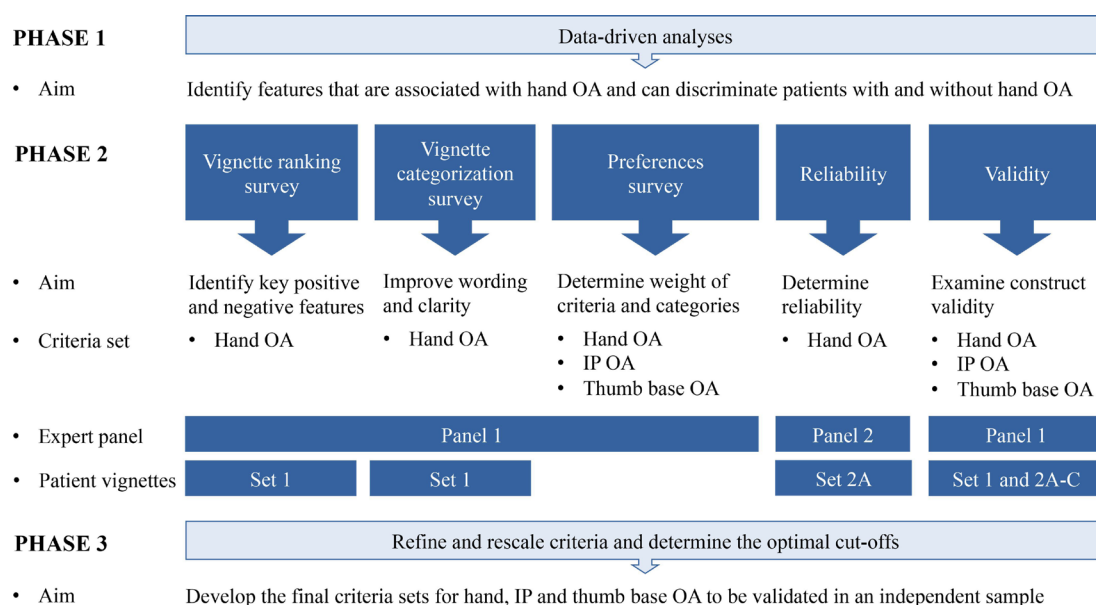 PHASE 1
Data-driven analyses
• Aim
Identify features that are associated with hand OA and can discriminate patients with and without hand OA
PHASE 2
Vignette ranking
survey
Vignette
categorization
survey
Preferences
survey
Reliability
Validity
• Aim
Identify key positive
and negative features
Improve wording
and clarity
Determine weight of
criteria and categories
Determine
reliability
Examine construct
validity
• Criteria set
• Hand OA
• Hand OA
• Hand OA
• IP OA
• Thumb base OA
• Hand OA
• Hand OA
• IP OA
• Thumb base OA
• Expert panel
Panel 1
Panel 2
Panel 1
• Patient vignettes
Set 1
Set 1
Set 2A
Set 1 and 2A-C
PHASE 3
Refine and rescale criteria and determine the optimal cut-offs
• Aim
Develop the final criteria sets for hand, IP and thumb base OA to be validated in an independent sample